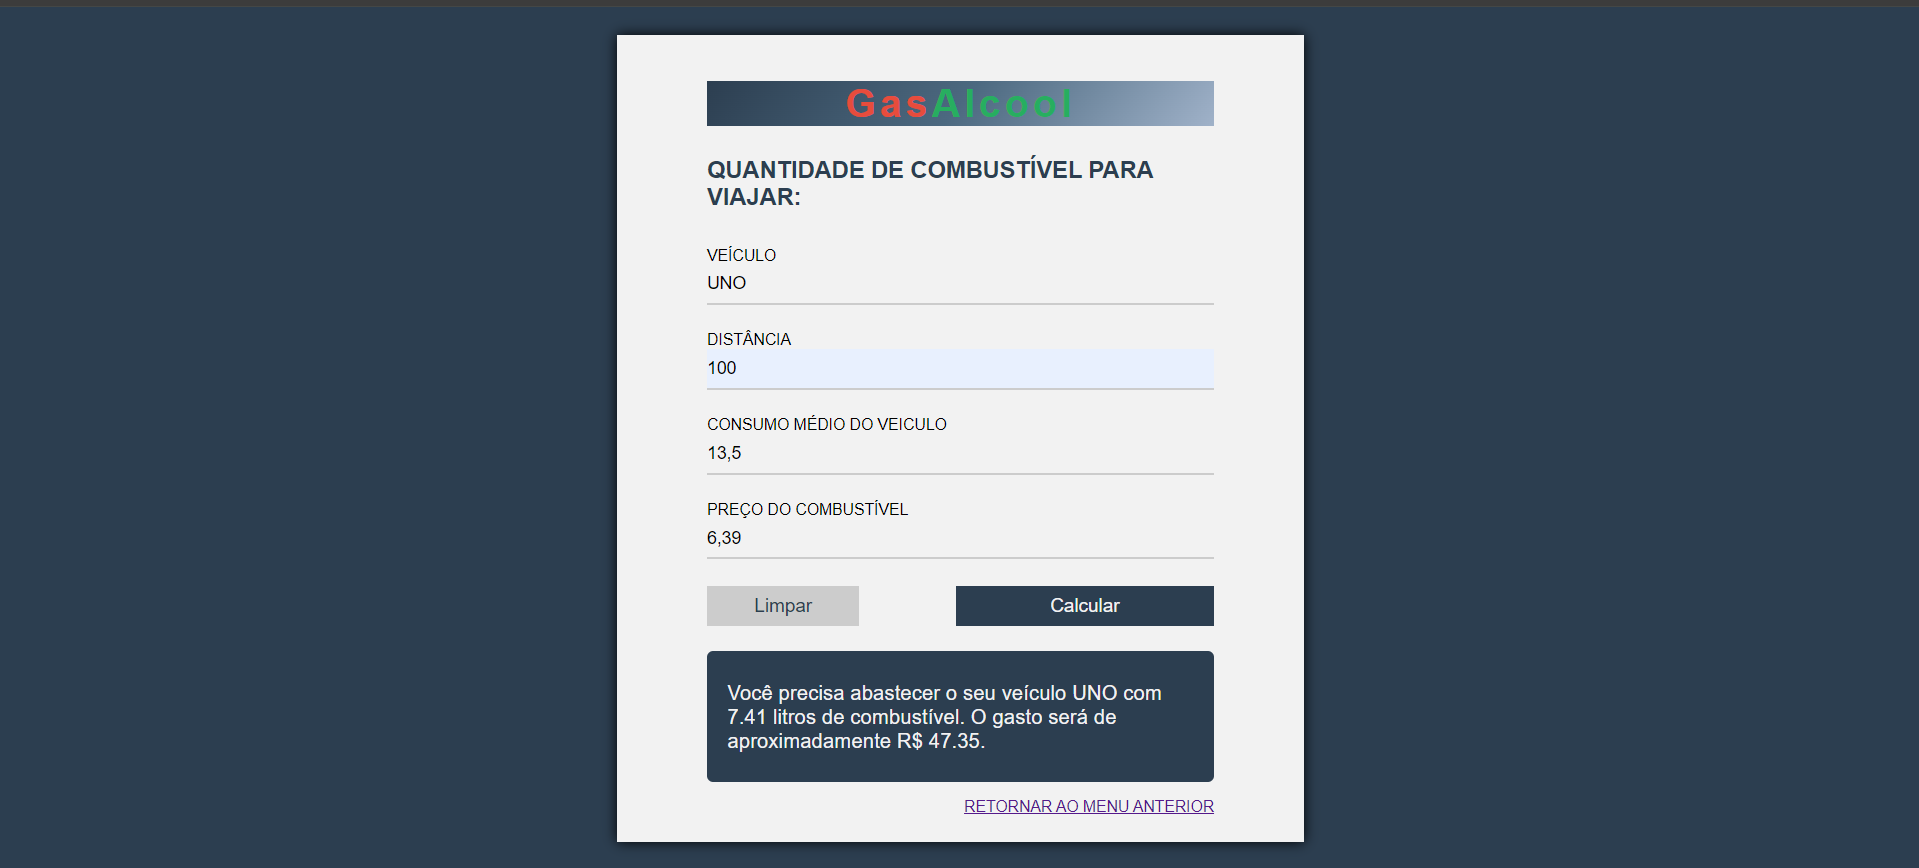 GasAlcool
QUANTIDADE DE COMBUSTÍVEL PARA
VIAJAR:
VEÍCULO
UNO
DISTÂNCIA
100
CONSUMO MÉDIO DO VEICULO
13,5
PREÇO DO COMBUSTÍVEL
6,39
Limpar
Calcular
Você precisa abastecer o seu veículo UNO com
7.41 litros de combustível. O gasto será de
aproximadamente R$ 47.35.
RETORNAR AO MENU ANTERIOR